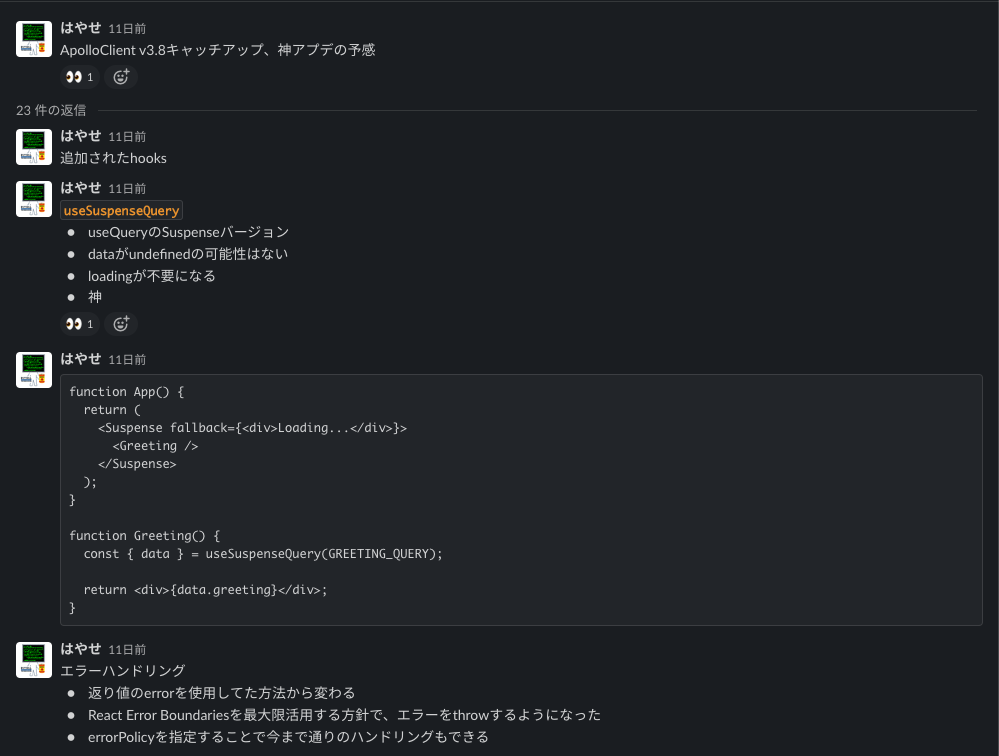 はやせ 11日前
ApolloClient v3.8キャッチアップ、神アプデの予感
👀 1
23 件の返信
はやせ 11日前
追加されたhooks
はやせ 11日前
useSuspenseQuery
● useQueryのSuspenseバージョン
● dataがundefinedの可能性はない
● loadingが不要になる
● 神
👀 1
はやせ 11日前
function App() {
  return (
    <Suspense fallback={<div>Loading...</div>}>
      <Greeting />
    </Suspense>
  );
}

function Greeting() {
  const { data } = useSuspenseQuery(GREETING_QUERY);

  return <div>{data.greeting}</div>;
}
はやせ 11日前
エラーハンドリング
● 返り値のerrorを使用してた方法から変わる
● React Error Boundariesを最大限活用する方針で、エラーをthrowするようになった
● errorPolicyを指定することで今まで通りのハンドリングもできる